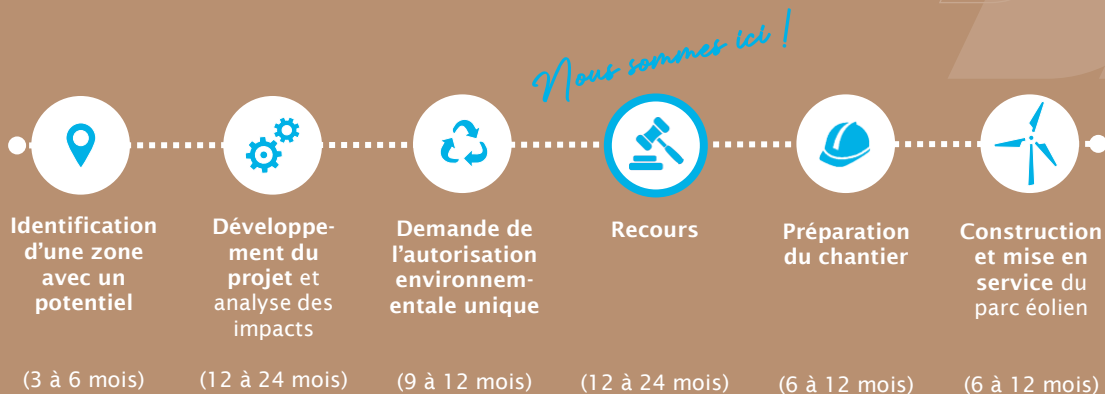 Nous sommes ici !
Identification
d'une zone
avec un
potentiel
(3 à 6 mois)
Développe-
ment du
projet et
analyse des
impacts
(12 à 24 mois)
Demande de
l'autorisation
environnem-
entale unique
(9 à 12 mois)
Recours
(12 à 24 mois)
Préparation
du chantier
(6 à 12 mois)
Construction
et mise en
service du
parc éolien
(6 à 12 mois)